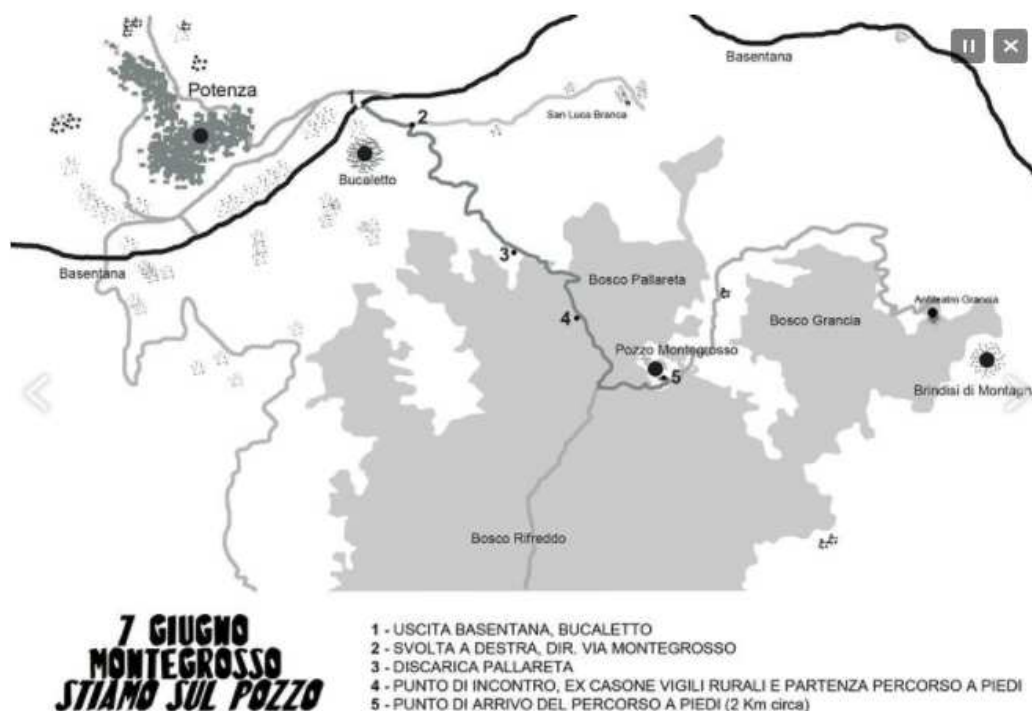 Potenza
Basentana
1
2
San Luca Branca
Bucaletto
Basentana
3
Bosco Pallareta
4
Bosco Grancia
Anfiteatro Grancia
Pozzo Montegrosso
5
Brindisi di Montagn
Bosco Rifreddo
7 GIUGNO
MONTEGROSSO
STIAMO SUL POZZO
1 - USCITA BASENTANA, BUCALETTO
2 - SVOLTA A DESTRA, DIR. VIA MONTEGROSSO
3 - DISCARICA PALLARETA
4 - PUNTO DI INCONTRO, EX CASONE VIGILI RURALI E PARTENZA PERCORSO A PIEDI
5 - PUNTO DI ARRIVO DEL PERCORSO A PIEDI (2 Km circa)